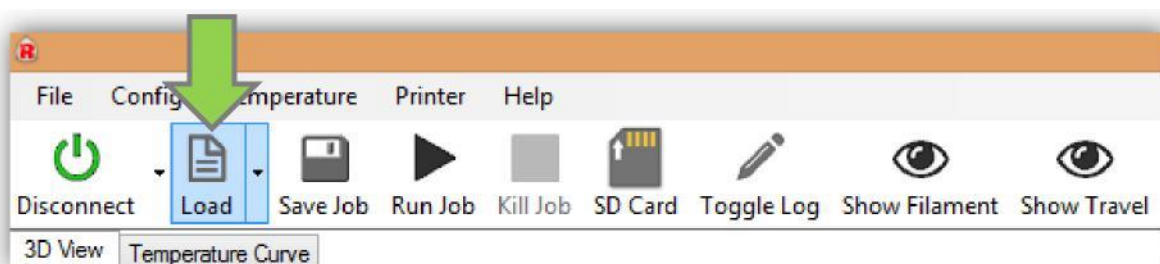 File Config Temperature Printer Help
Disconnect Load Save Job Run Job Kill Job SD Card Toggle Log Show Filament Show Travel
3D View Temperature Curve